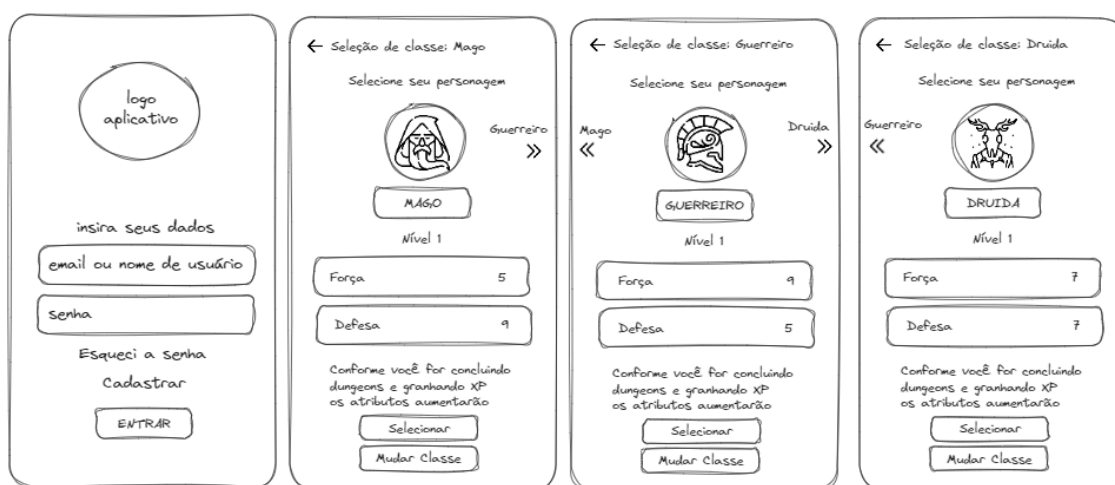 logo
aplicativo
insira seus dados
email ou nome de usuário
senha
Esqueci a senha
Cadastrar
ENTRAR
← Seleção de classe: Mago
Selecione seu personagem
Guerreiro
»
MAGO
Nível 1
Força 5
Defesa 9
Conforme você for concluindo
dungeons e granhando XP
os atributos aumentarão
Selecionar
Mudar Classe
← Seleção de classe: Guerreiro
Selecione seu personagem
Mago Druida
« »
GUERREIRO
Nível 1
Força 9
Defesa 5
Conforme você for concluindo
dungeons e granhando XP
os atributos aumentarão
Selecionar
Mudar Classe
← Seleção de classe: Druida
Selecione seu personagem
Guerreiro
«
DRUIDA
Nível 1
Força 7
Defesa 7
Conforme você for concluindo
dungeons e granhando XP
os atributos aumentarão
Selecionar
Mudar Classe